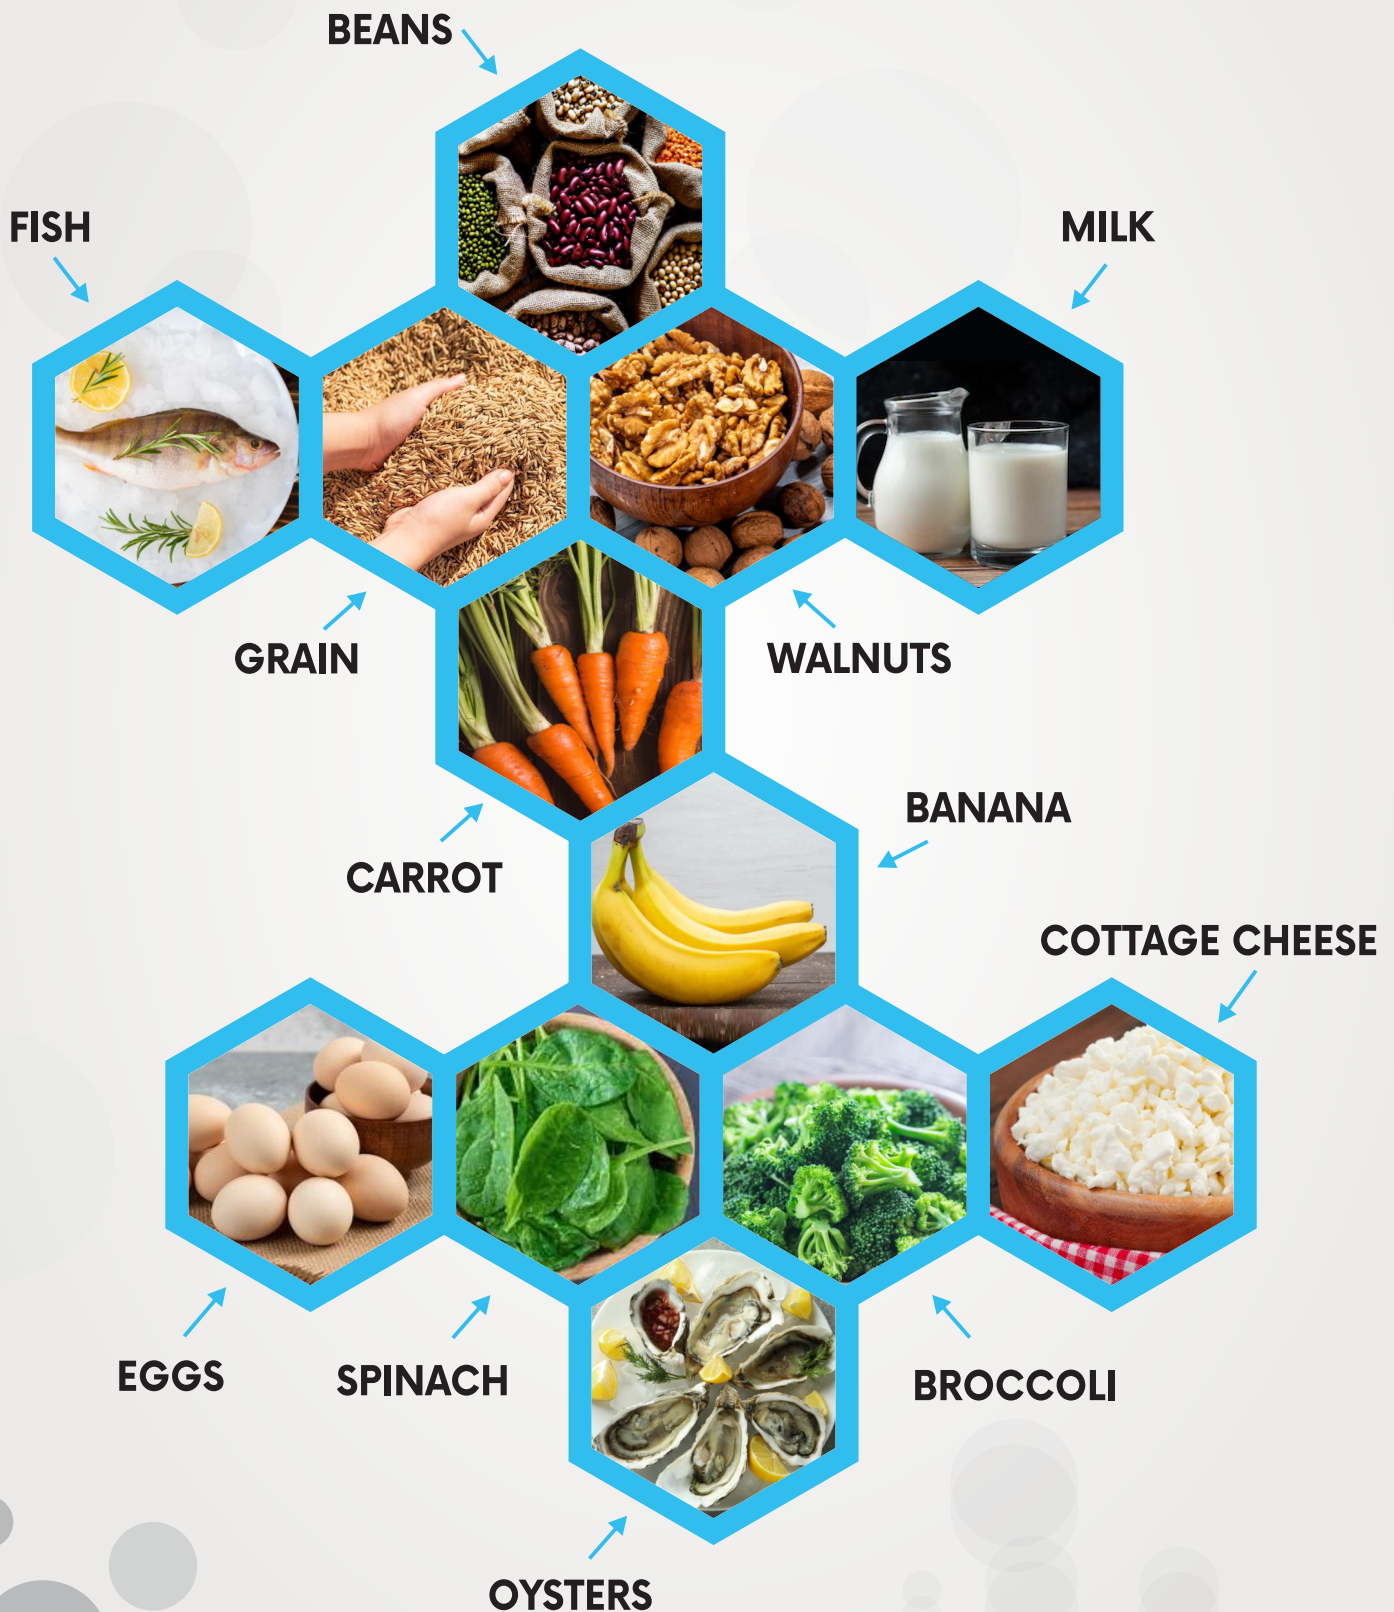 BEANS
FISH
MILK
GRAIN
WALNUTS
BANANA
CARROT
COTTAGE CHEESE
EGGS
SPINACH
BROCCOLI
OYSTERS